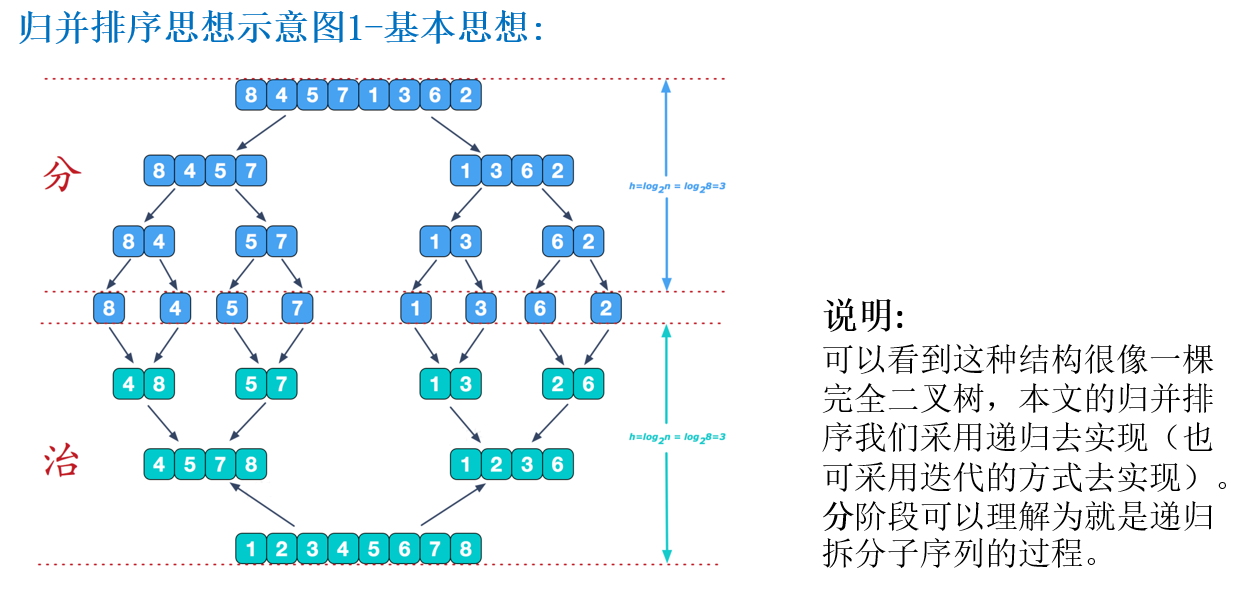 归并排序思想示意图1-基本思想:
8 4 5 7 1 3 6 2
分
8 4 5 7
1 3 6 2
h=log2n = log28=3
8 4
5 7
1 3
6 2
8
4
5
7
1
3
6
2
4 8
5 7
1 3
2 6
h=log2n = log28=3
治
4 5 7 8
1 2 3 6
1 2 3 4 5 6 7 8
说明:
可以看到这种结构很像一棵
完全二叉树，本文的归并排
序我们采用递归去实现（也
可采用迭代的方式去实现）。
分阶段可以理解为就是递归
拆分子序列的过程。